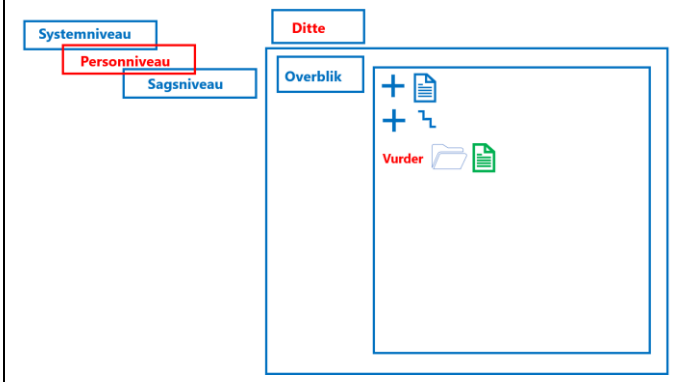 Systemniveau
Personniveau
Sagsniveau
Ditte
Overblik
Vurder